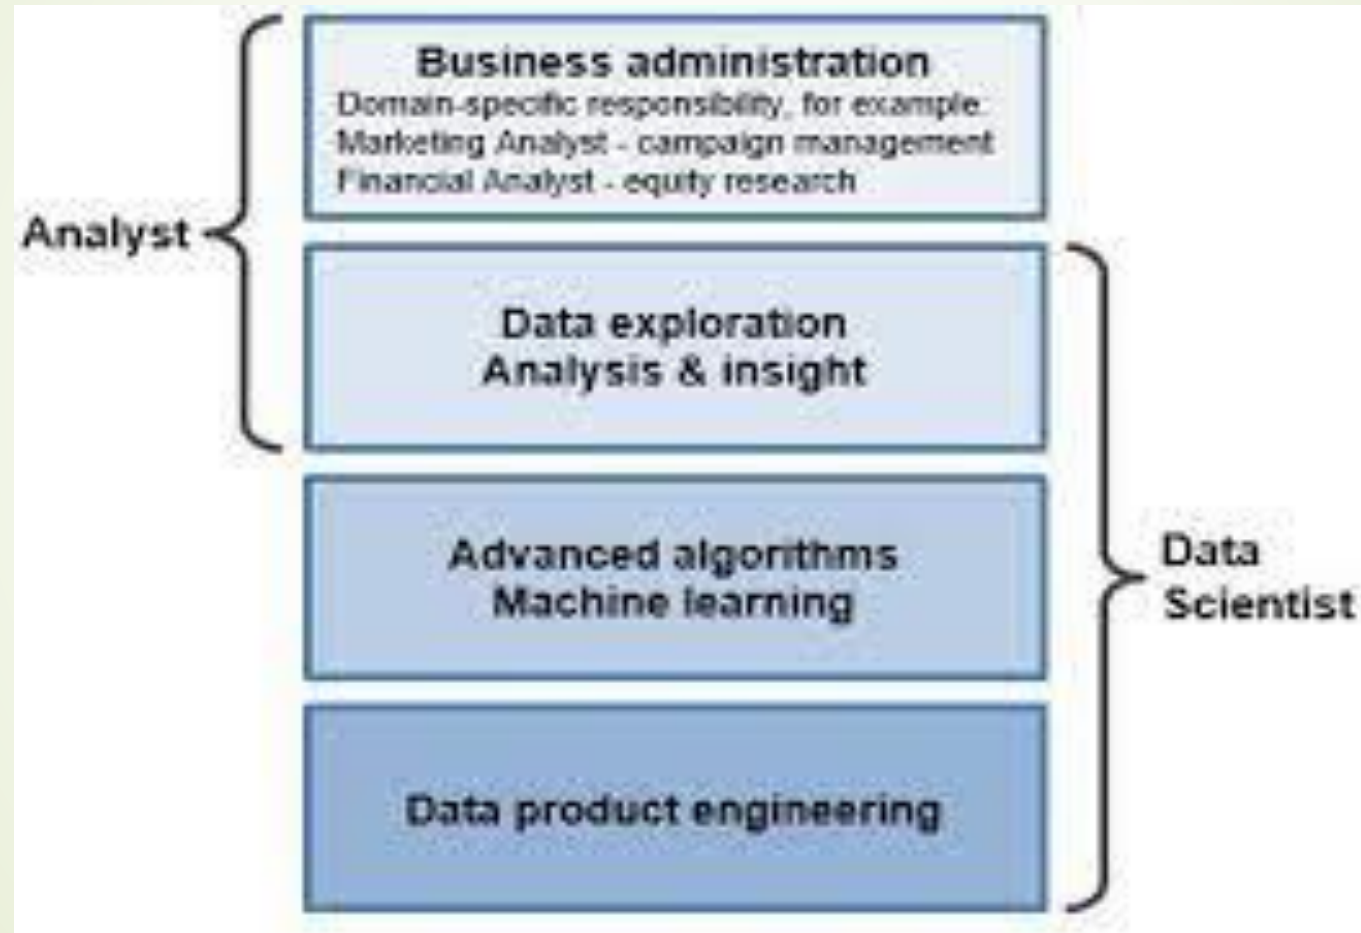 Business administration
Domain-specific responsibility, for example:
Marketing Analyst - campaign management
Financial Analyst - equity research
Analyst
Data exploration
Analysis & insight
Advanced algorithms
Machine learning
Data
Scientist
Data product engineering